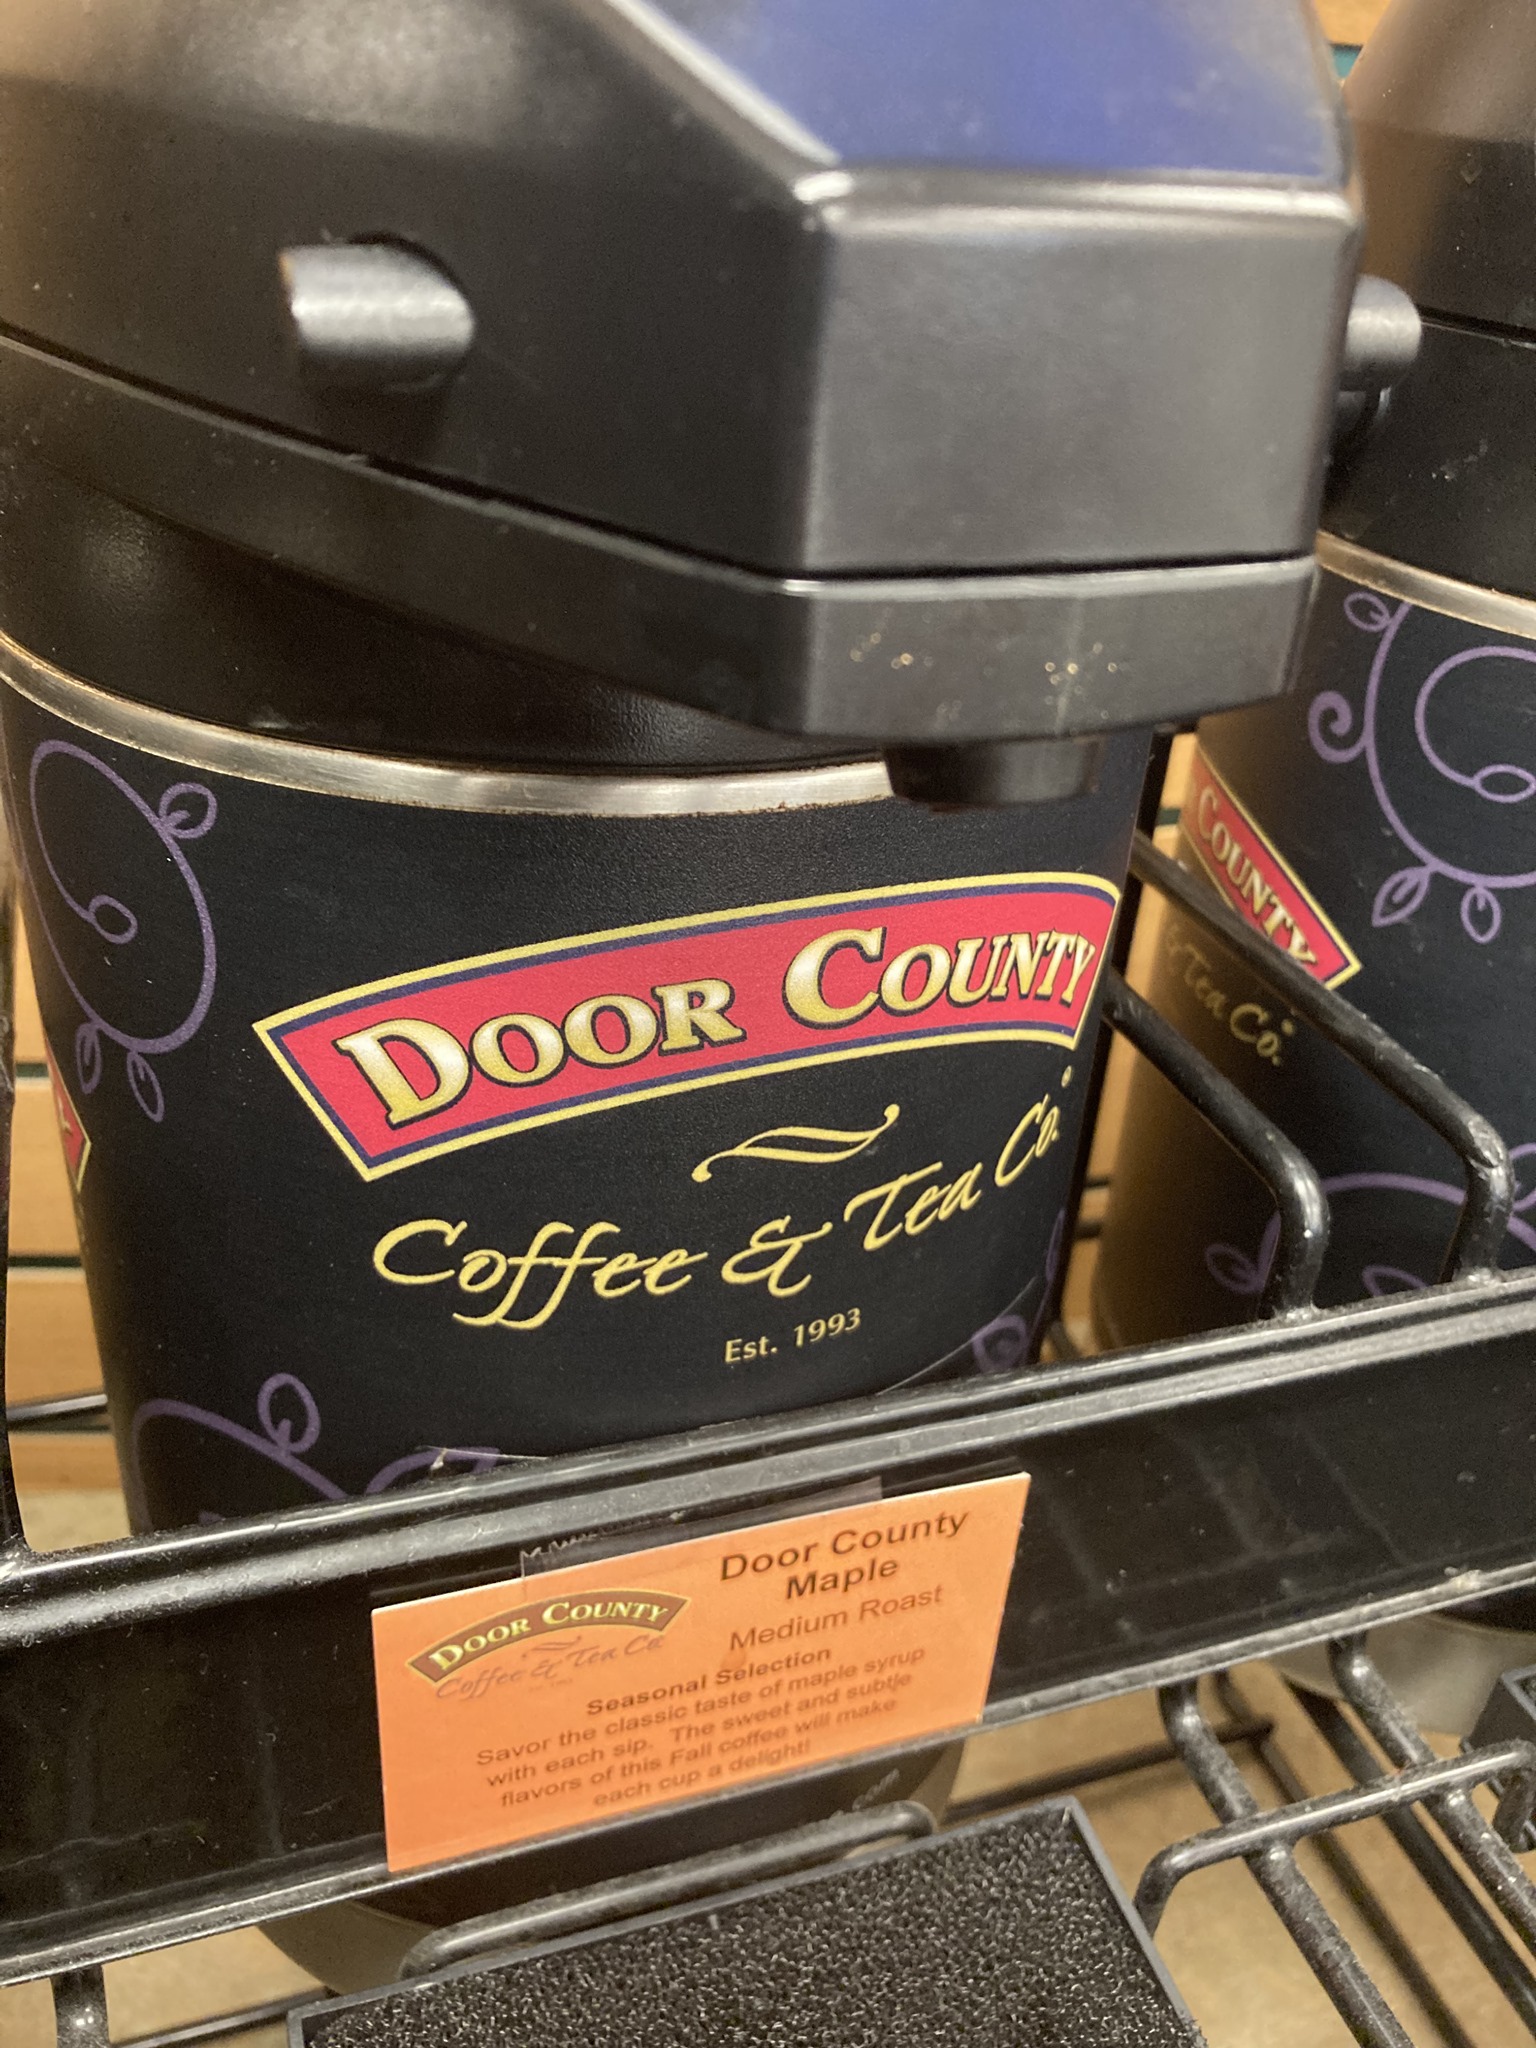 DOOR COUNTY
Coffee & Tea Co.
Est. 1993
COUNTY
Tea Co.
Door County
Maple
Medium Roast
DOOR COUNTY
Coffee & Tea Co.
Seasonal Selection
Savor the classic taste of maple syrup
with each sip. The sweet and subtle
flavors of this Fall coffee will make
each cup a delight!